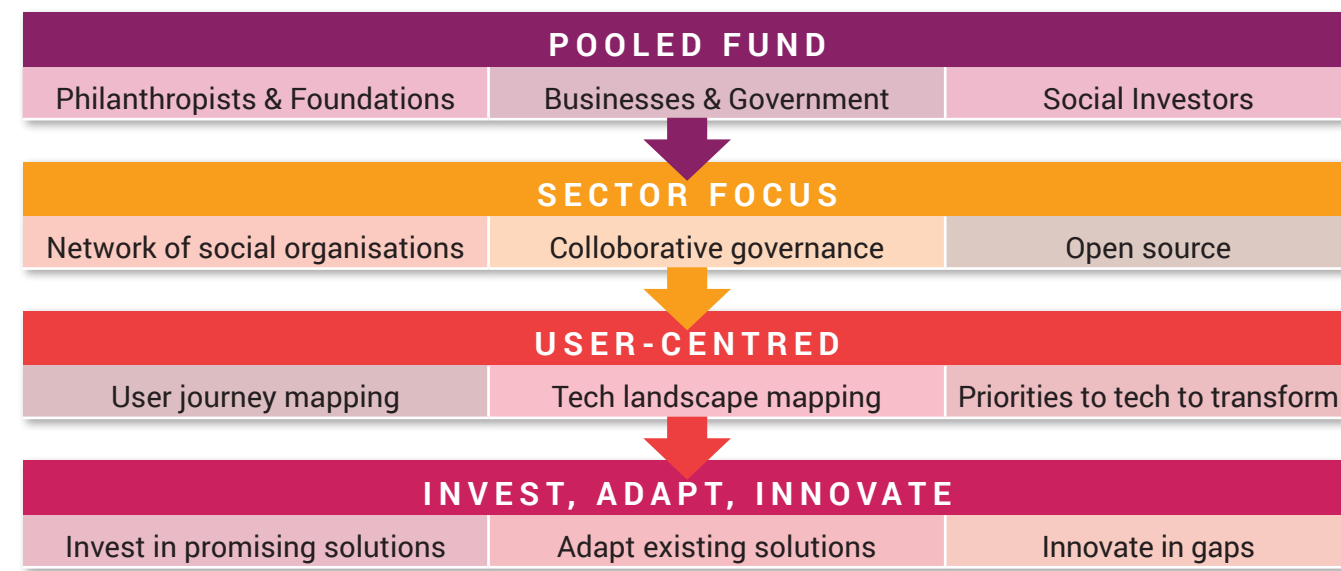 POOLED FUND
Philanthropists & Foundations Businesses & Government Social Investors
SECTOR FOCUS
Network of social organisations Colloborative governance Open source
USER-CENTRED
User journey mapping Tech landscape mapping Priorities to tech to transform
INVEST, ADAPT, INNOVATE
Invest in promising solutions Adapt existing solutions Innovate in gaps